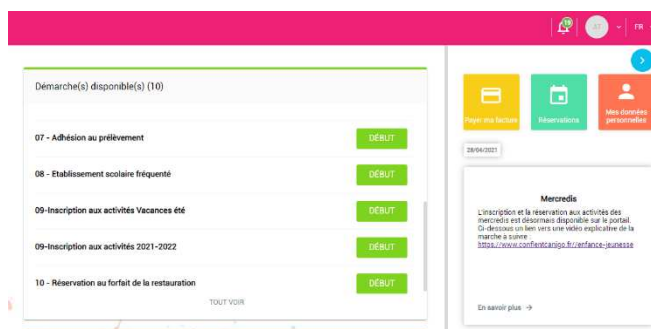 19
JT
FR
Démarche(s) disponible(s) (10)
07 - Adhésion au prélèvement
DÉBUT
08 - Etablissement scolaire fréquenté
DÉBUT
09-Inscription aux activités Vacances été
DÉBUT
09-Inscription aux activités 2021-2022
DÉBUT
10 - Réservation au forfait de la restauration
DÉBUT
TOUT VOIR
Payer ma facture
Réservations
Mes données
personnelles
28/04/2021
Mercredis
L'inscription et la réservation aux activités des
mercredis est désormais disponible sur le portail.
Ci-dessous un lien vers une vidéo explicative de la
marche a suivre :
https://www.conflentcanigo.fr//enfance-jeunesse
En savoir plus →